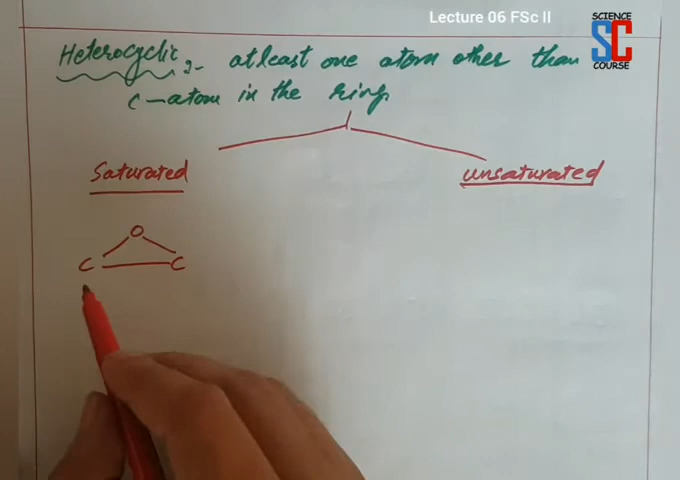 Lecture 06 FSc II
SCIENCE
SC
COURSE
Heterocyclic :- atleast one atom other than
C-atom in the ring
Saturated
unsaturated
O
C C